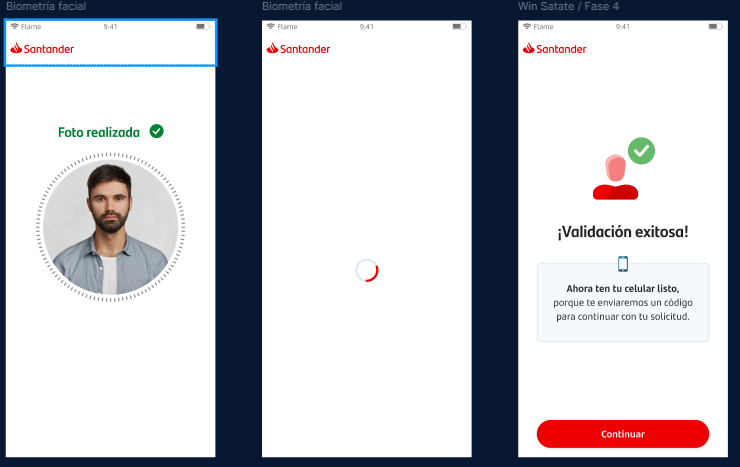 Biometría facial
Flame
9:41
Santander
Foto realizada
Biometría facial
Flame
9:41
Santander
Win Satate / Fase 4
Flame
9:41
Santander
¡Validación exitosa!
Ahora ten tu celular listo,
porque te enviaremos un código
para continuar con tu solicitud.
Continuar